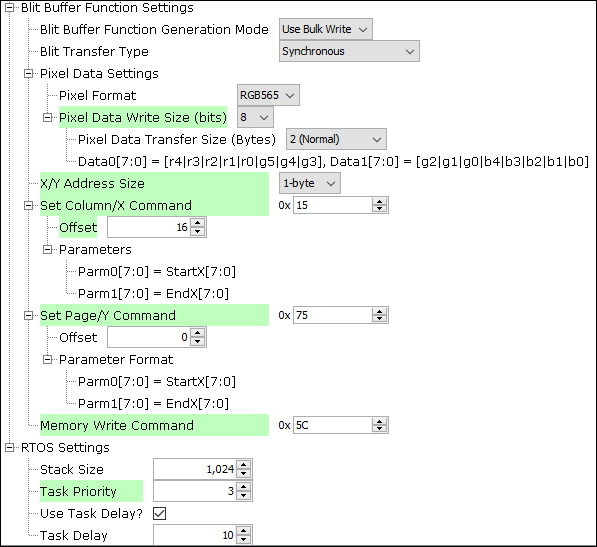 Blit Buffer Function Settings
Blit Buffer Function Generation Mode Use Bulk Write
Blit Transfer Type Synchronous
Pixel Data Settings
Pixel Format RGB565
Pixel Data Write Size (bits) 8
Pixel Data Transfer Size (Bytes) 2 (Normal)
Data0[7:0] = [r4|r3|r2|r1|r0|g5|g4|g3], Data1[7:0] = [g2|g1|g0|b4|b3|b2|b1|b0]
X/Y Address Size 1-byte
Set Column/X Command 0x 15
Offset 16
Parameters
Parm0[7:0] = StartX[7:0]
Parm1[7:0] = EndX[7:0]
Set Page/Y Command 0x 75
Offset 0
Parameter Format
Parm0[7:0] = StartX[7:0]
Parm1[7:0] = EndX[7:0]
Memory Write Command 0x 5C
RTOS Settings
Stack Size 1,024
Task Priority 3
Use Task Delay?
Task Delay 10